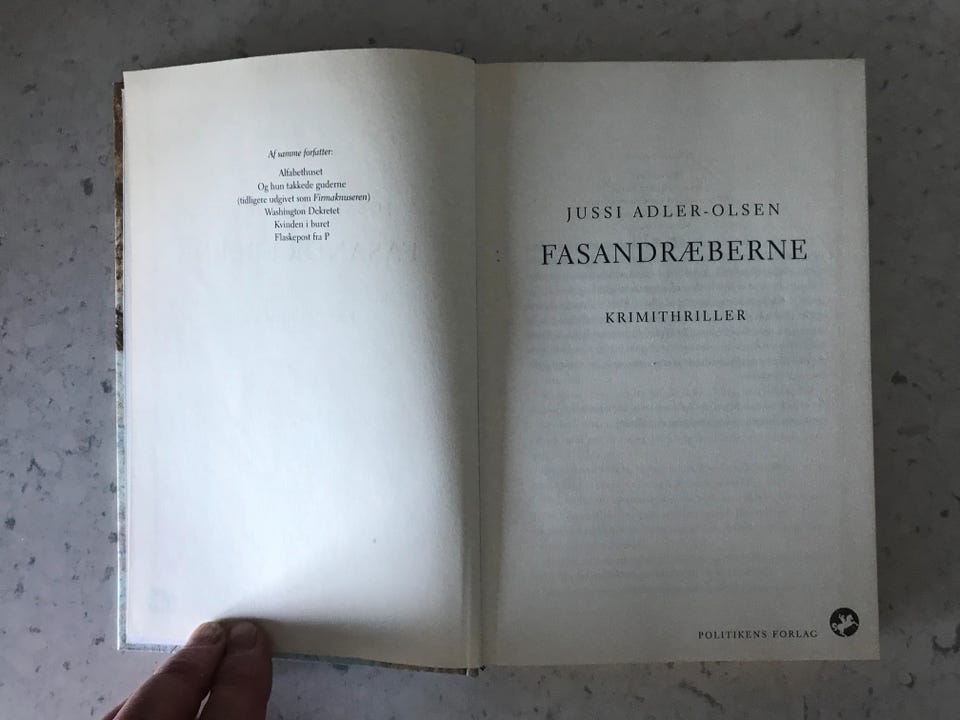 Af samme forfatter:
Alfabethuset
Og hun takkede guderne
(tidligere udgivet som Firmaknuseren)
Washington Dekretet
Kvinden i buret
Flaskepost fra P
JUSSI ADLER-OLSEN
FASANDRÆBERNE
KRIMITHRILLER
POLITIKENS FORLAG